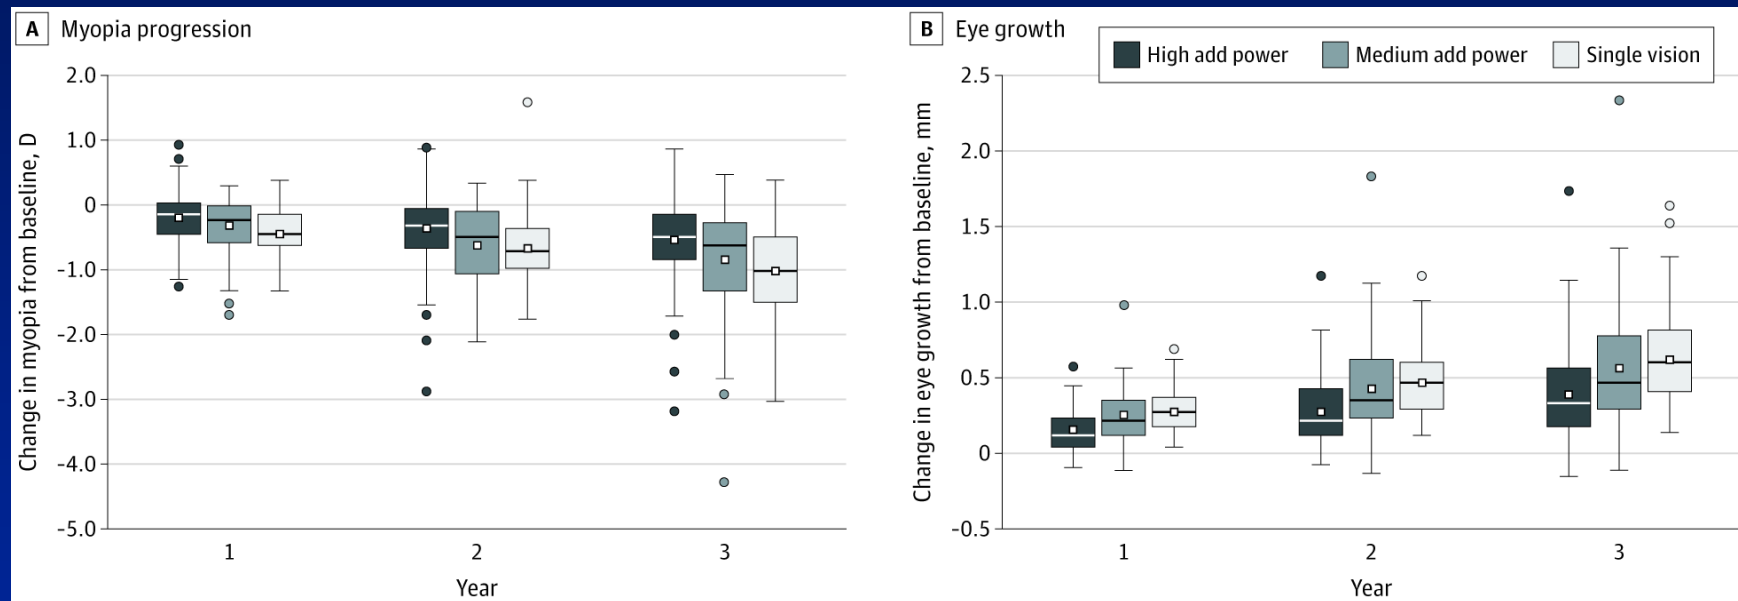 A Myopia progression
Change in myopia from baseline, D
2.0
1.0
0
-1.0
-2.0
-3.0
-4.0
-5.0
1 2 3
Year
B Eye growth
High add power Medium add power Single vision
Change in eye growth from baseline, mm
2.5
2.0
1.5
1.0
0.5
0
-0.5
1 2 3
Year